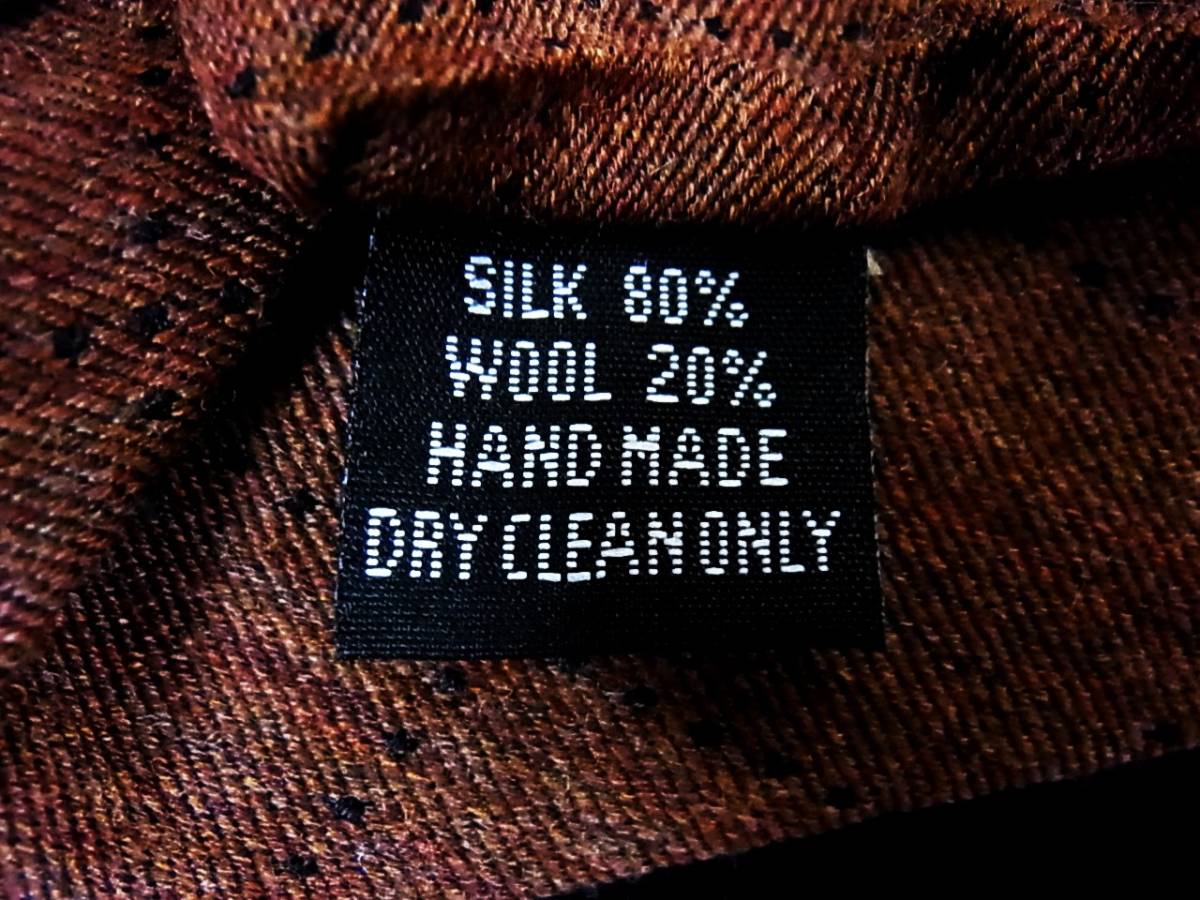 SILK 80%
WOOL 20%
HAND MADE
DRY CLEAN ONLY